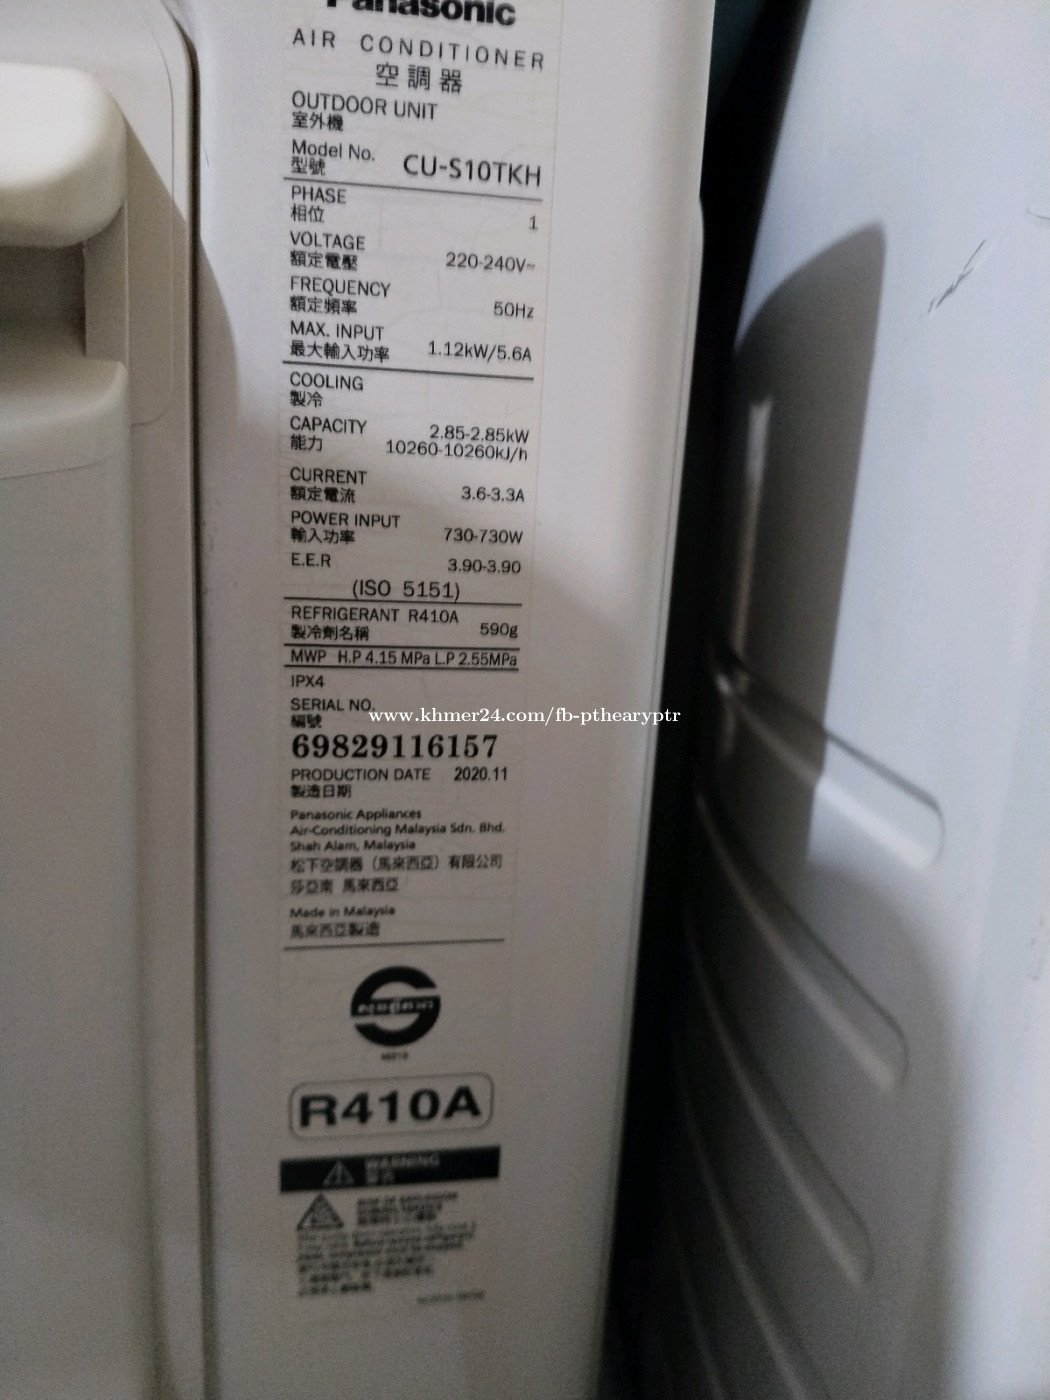 Panasonic
AIR CONDITIONER
空調器
OUTDOOR UNIT
室外機
Model No. CU-S10TKH
型號
PHASE
相位 1
VOLTAGE
額定電壓 220-240V~
FREQUENCY
額定頻率 50Hz
MAX. INPUT
最大輸入功率 1.12kW/5.6A
COOLING
製冷
CAPACITY 2.85-2.85kW
能力 10260-10260kJ/h
CURRENT
額定電流 3.6-3.3A
POWER INPUT
輸入功率 730-730W
E.E.R 3.90-3.90
(ISO 5151)
REFRIGERANT R410A
製冷劑名稱 590g
MWP H.P 4.15 MPa L.P 2.55MPa
IPX4
SERIAL NO.
編號
www.khmer24.com/fb-pthearyptr
69829116157
PRODUCTION DATE 2020.11
製造日期
Panasonic Appliances
Air-Conditioning Malaysia Sdn. Bhd.
Shah Alam, Malaysia
松下空調器（馬來西亞）有限公司
莎亞南 馬來西亞
Made in Malaysia
馬來西亞製造
R410A
WARNING